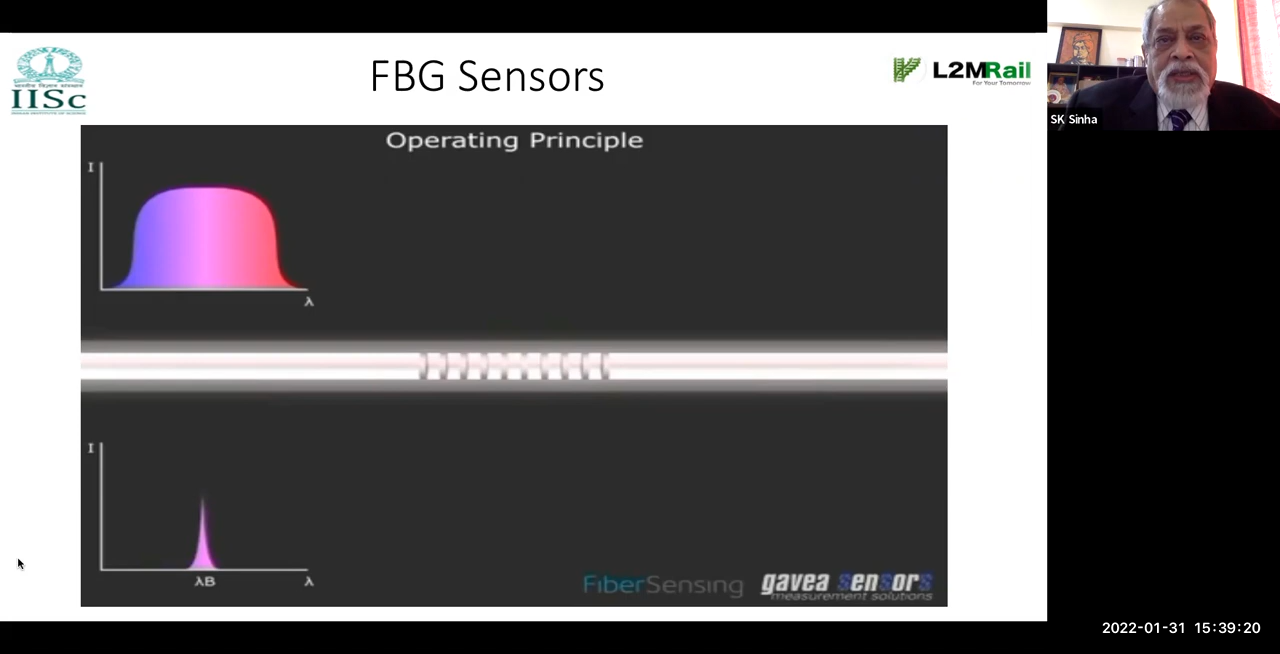 IISc
FBG Sensors
L2MRail
For Your Tomorrow
SK Sinha
Operating Principle
I
λ
I
λB
λ
FiberSensing
gavea sensors
measurement solutions
2022-01-31 15:39:20